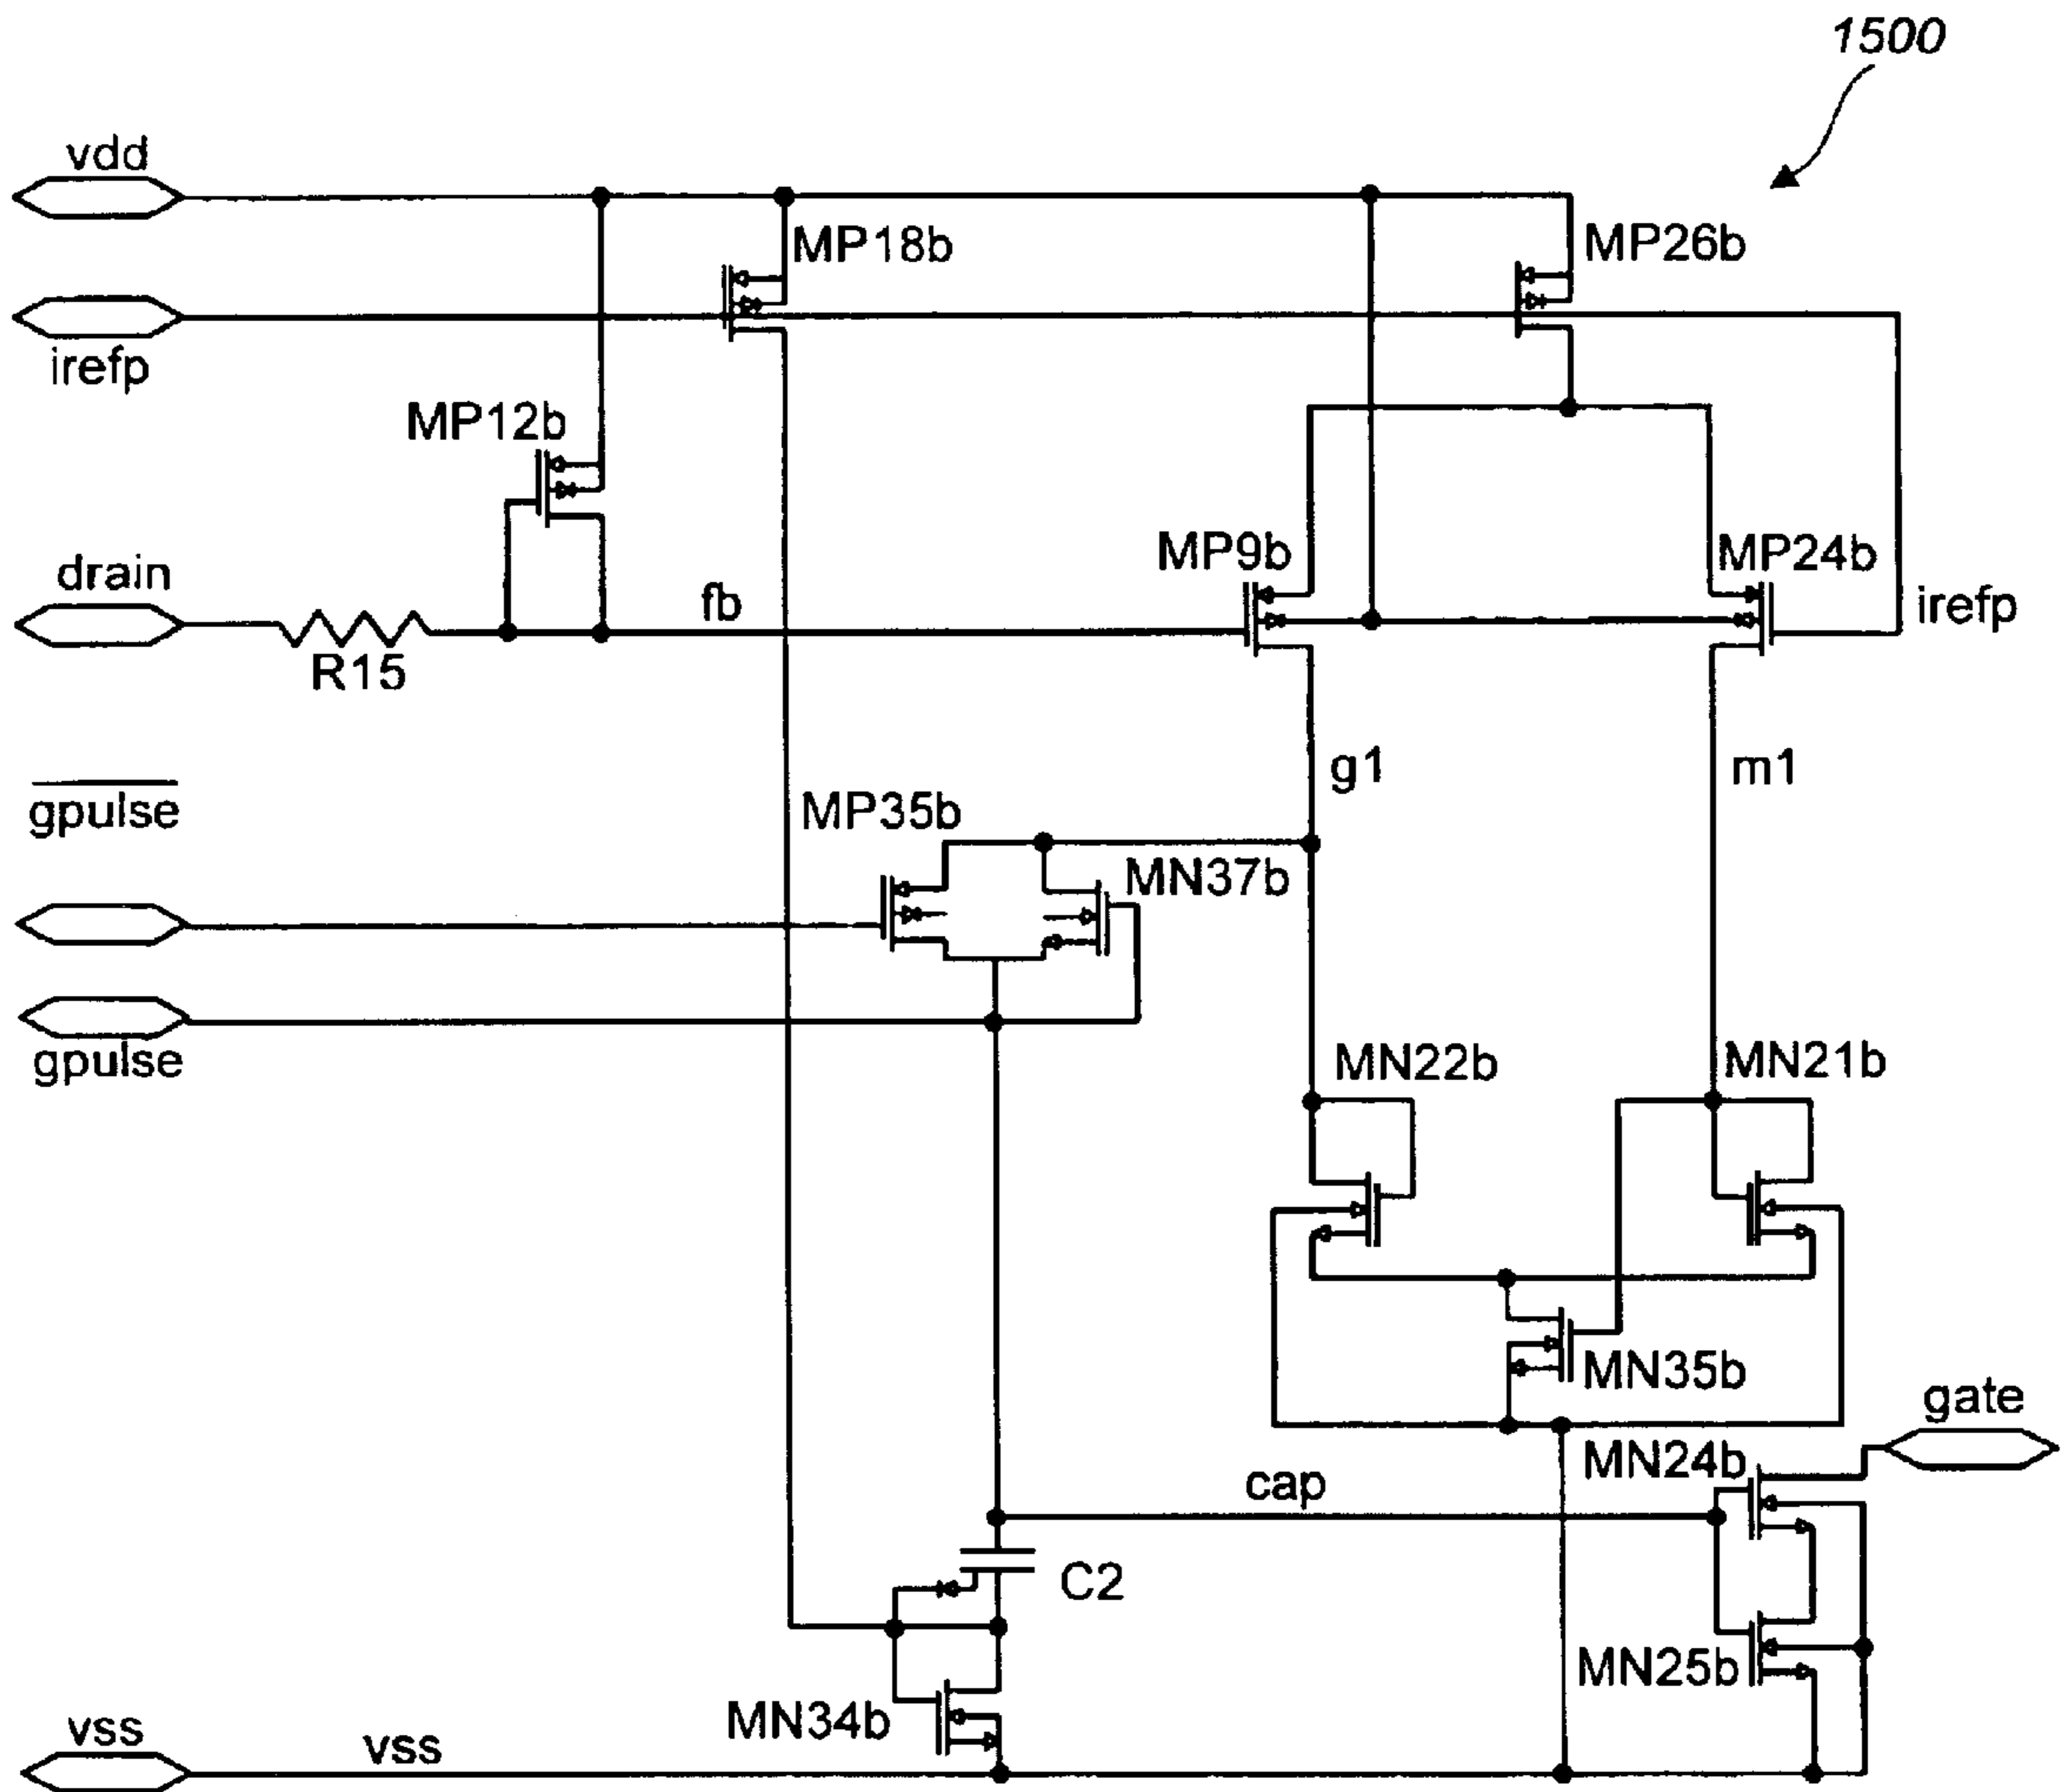 1500
vdd
MP18b
MP26b
irefp
MP12b
drain
R15
fb
MP9b
MP24b
irefp
g1
m1
gpulse
MP35b
MN37b
gpulse
MN22b
MN21b
MN35b
gate
MN24b
cap
C2
MN25b
MN34b
vss
vss